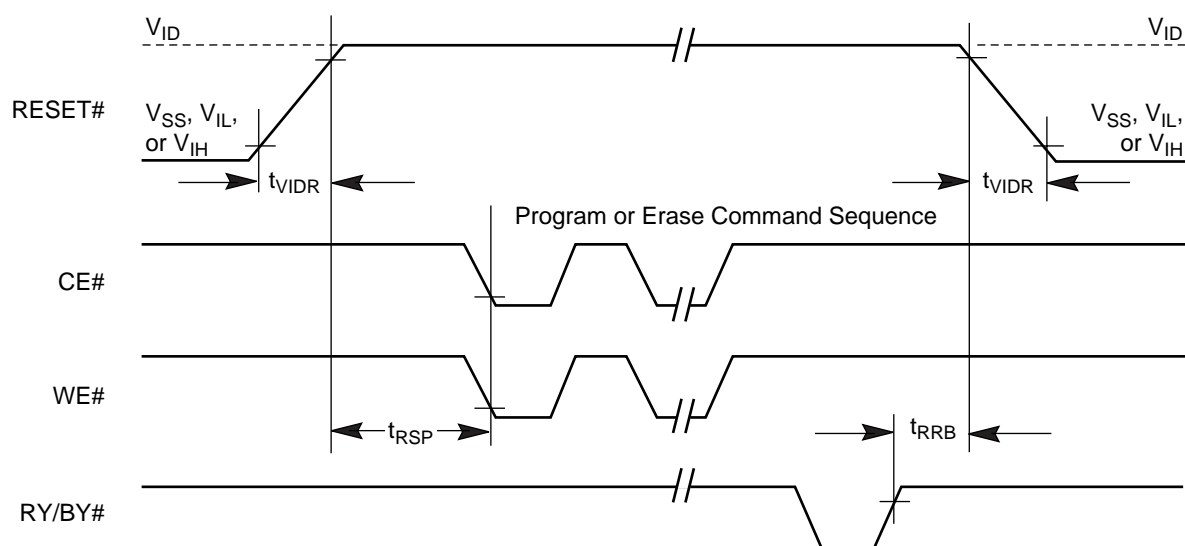 VID
VID
RESET#
VSS, VIL,
or VIH
VSS, VIL,
or VIH
tVIDR
tVIDR
Program or Erase Command Sequence
CE#
WE#
tRSP
tRRB
RY/BY#